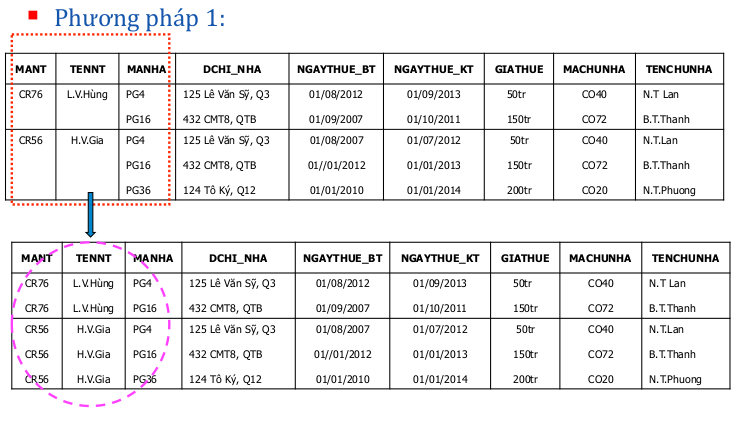 Phương pháp 1:
MANT TENNT MANHA DCHI_NHA NGAYTHUE_BT NGAYTHUE_KT GIATHUE MACHUNHA TENCHUNHA
CR76 L.V.Hùng PG4 125 Lê Văn Sỹ, Q3 01/08/2012 01/09/2013 50tr CO40 N.T Lan
PG16 432 CMT8, QTB 01/09/2007 01/10/2011 150tr CO72 B.T.Thanh
CR56 H.V.Gia PG4 125 Lê Văn Sỹ, Q3 01/08/2007 01/07/2012 50tr CO40 N.T.Lan
PG16 432 CMT8, QTB 01//01/2012 01/01/2013 150tr CO72 B.T.Thanh
PG36 124 Tô Ký, Q12 01/01/2010 01/01/2014 200tr CO20 N.T.Phuong
MANT TENNT MANHA DCHI_NHA NGAYTHUE_BT NGAYTHUE_KT GIATHUE MACHUNHA TENCHUNHA
CR76 L.V.Hùng PG4 125 Lê Văn Sỹ, Q3 01/08/2012 01/09/2013 50tr CO40 N.T Lan
CR76 L.V.Hùng PG16 432 CMT8, QTB 01/09/2007 01/10/2011 150tr CO72 B.T.Thanh
CR56 H.V.Gia PG4 125 Lê Văn Sỹ, Q3 01/08/2007 01/07/2012 50tr CO40 N.T.Lan
CR56 H.V.Gia PG16 432 CMT8, QTB 01//01/2012 01/01/2013 150tr CO72 B.T.Thanh
CR56 H.V.Gia PG36 124 Tô Ký, Q12 01/01/2010 01/01/2014 200tr CO20 N.T.Phuong